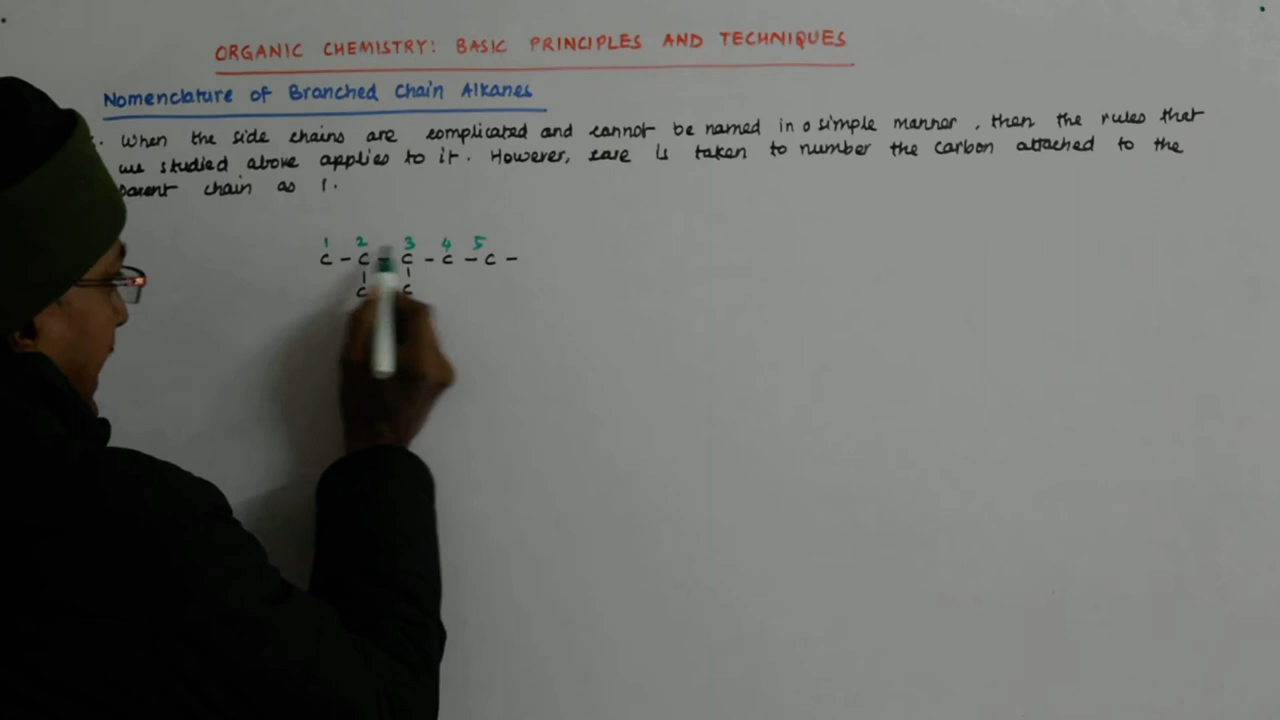 ORGANIC CHEMISTRY: BASIC PRINCIPLES AND TECHNIQUES
Nomenclature of Branched Chain Alkanes
. When the side chains are complicated and cannot be named in a simple manner, then the rules that
we studied above applies to it. However, care is taken to number the carbon attached to the
parent chain as 1.
1 2 3 4 5
C - C - C - C - C -
| |
C C